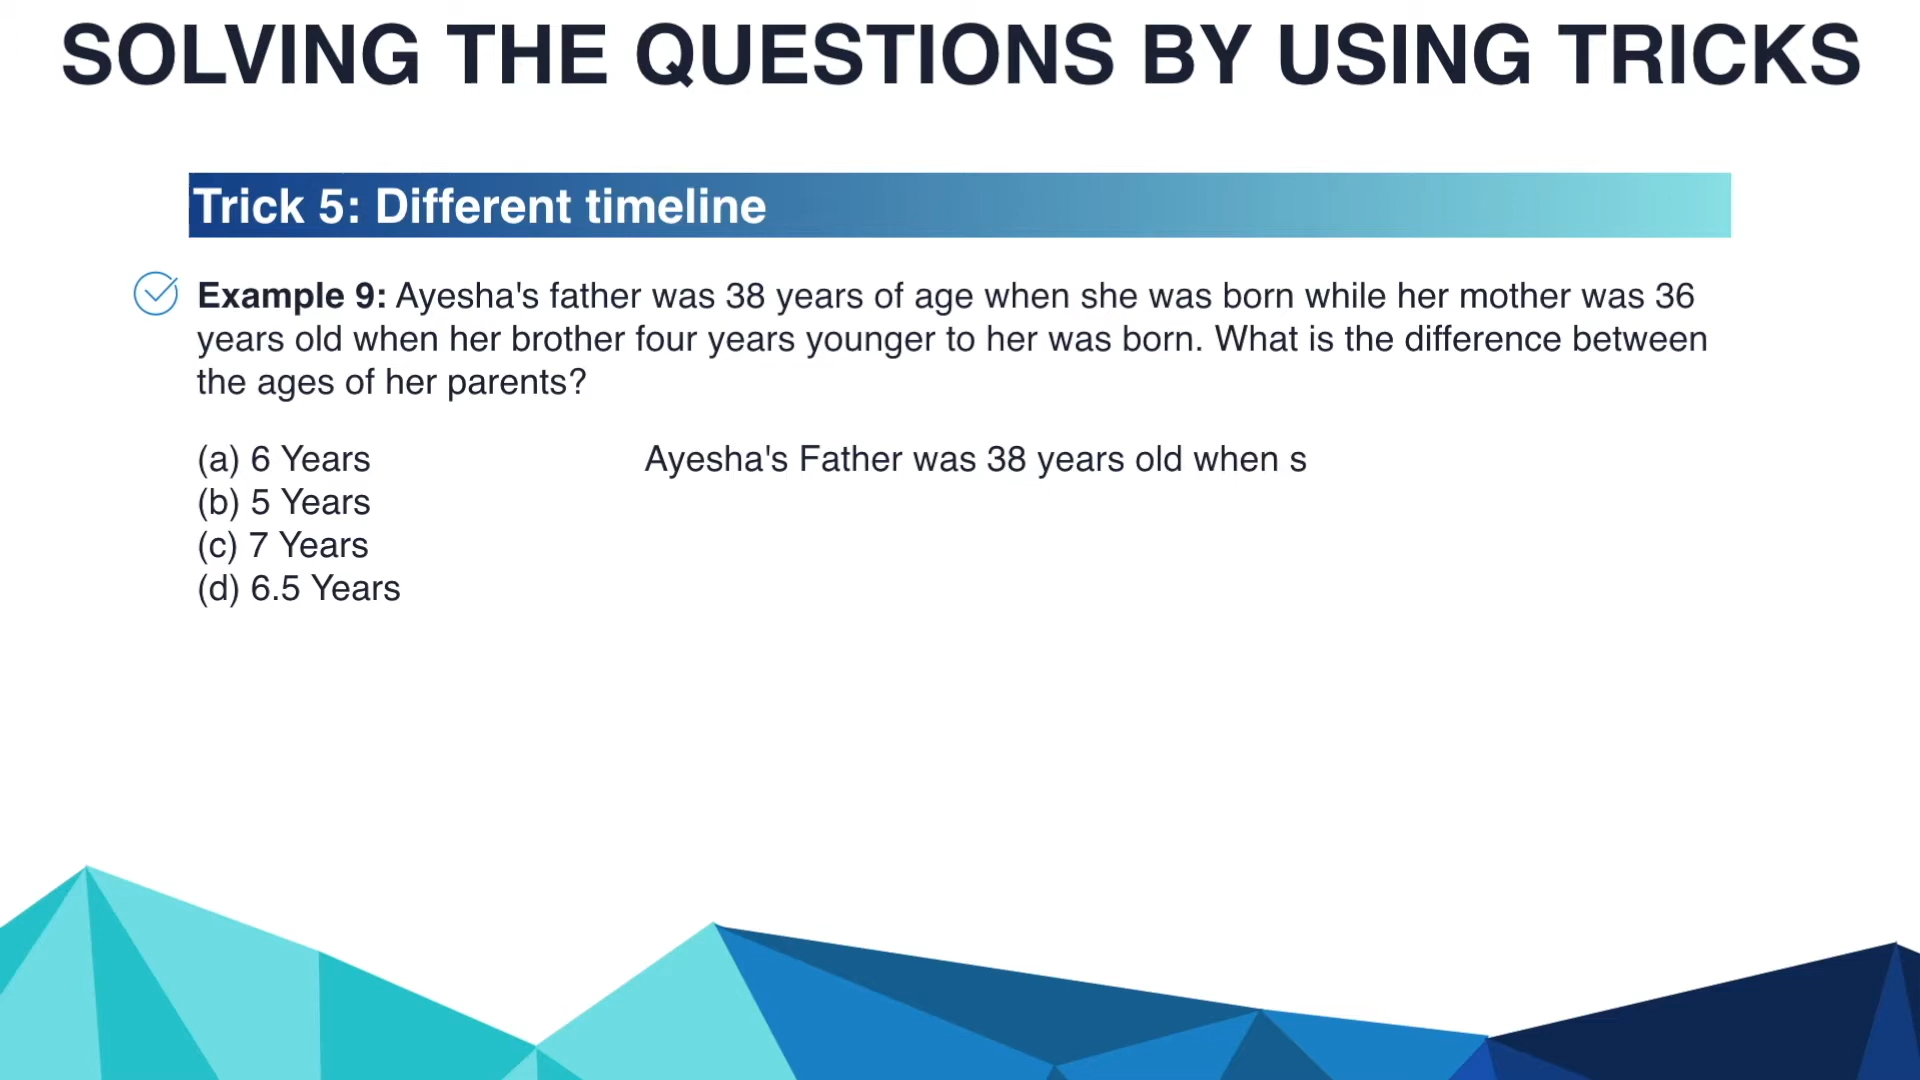 SOLVING THE QUESTIONS BY USING TRICKS
Trick 5: Different timeline
Example 9: Ayesha's father was 38 years of age when she was born while her mother was 36
years old when her brother four years younger to her was born. What is the difference between
the ages of her parents?
(a) 6 Years
(b) 5 Years
(c) 7 Years
(d) 6.5 Years
Ayesha's Father was 38 years old when s